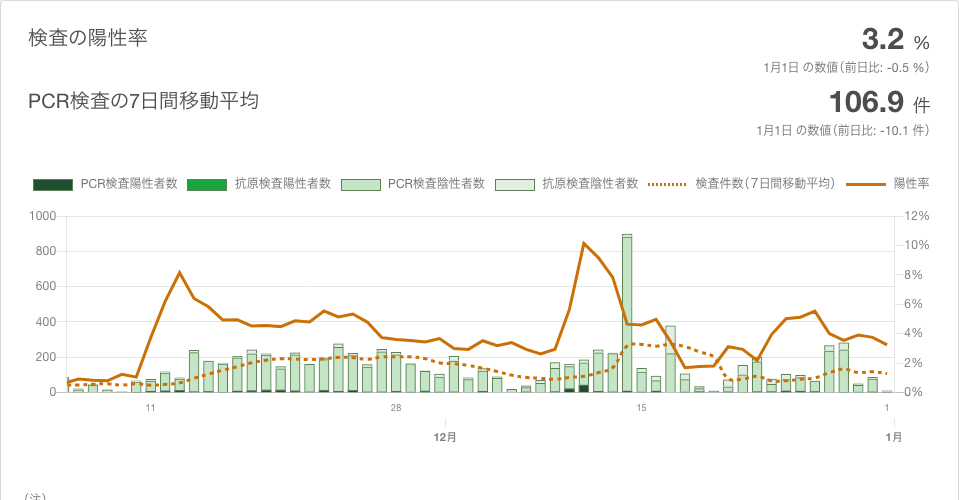 検査の陽性率
3.2 %
1月1日 の数値（前日比: -0.5 %）
PCR検査の7日間移動平均
106.9 件
1月1日 の数値（前日比: -10.1 件）
PCR検査陽性者数 抗原検査陽性者数 PCR検査陰性者数 抗原検査陰性者数 検査件数（7日間移動平均） 陽性率
1000 12%
10%
800
8%
600
6%
400
4%
200
2%
0 0%
11 28 15 1
12月 1月
（注）